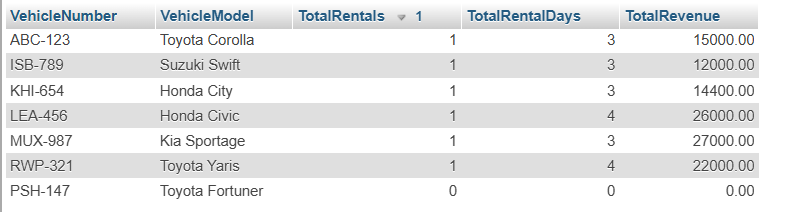 VehicleNumber VehicleModel TotalRentals 1 TotalRentalDays TotalRevenue
ABC-123 Toyota Corolla 1 3 15000.00
ISB-789 Suzuki Swift 1 3 12000.00
KHI-654 Honda City 1 3 14400.00
LEA-456 Honda Civic 1 4 26000.00
MUX-987 Kia Sportage 1 3 27000.00
RWP-321 Toyota Yaris 1 4 22000.00
PSH-147 Toyota Fortuner 0 0 0.00